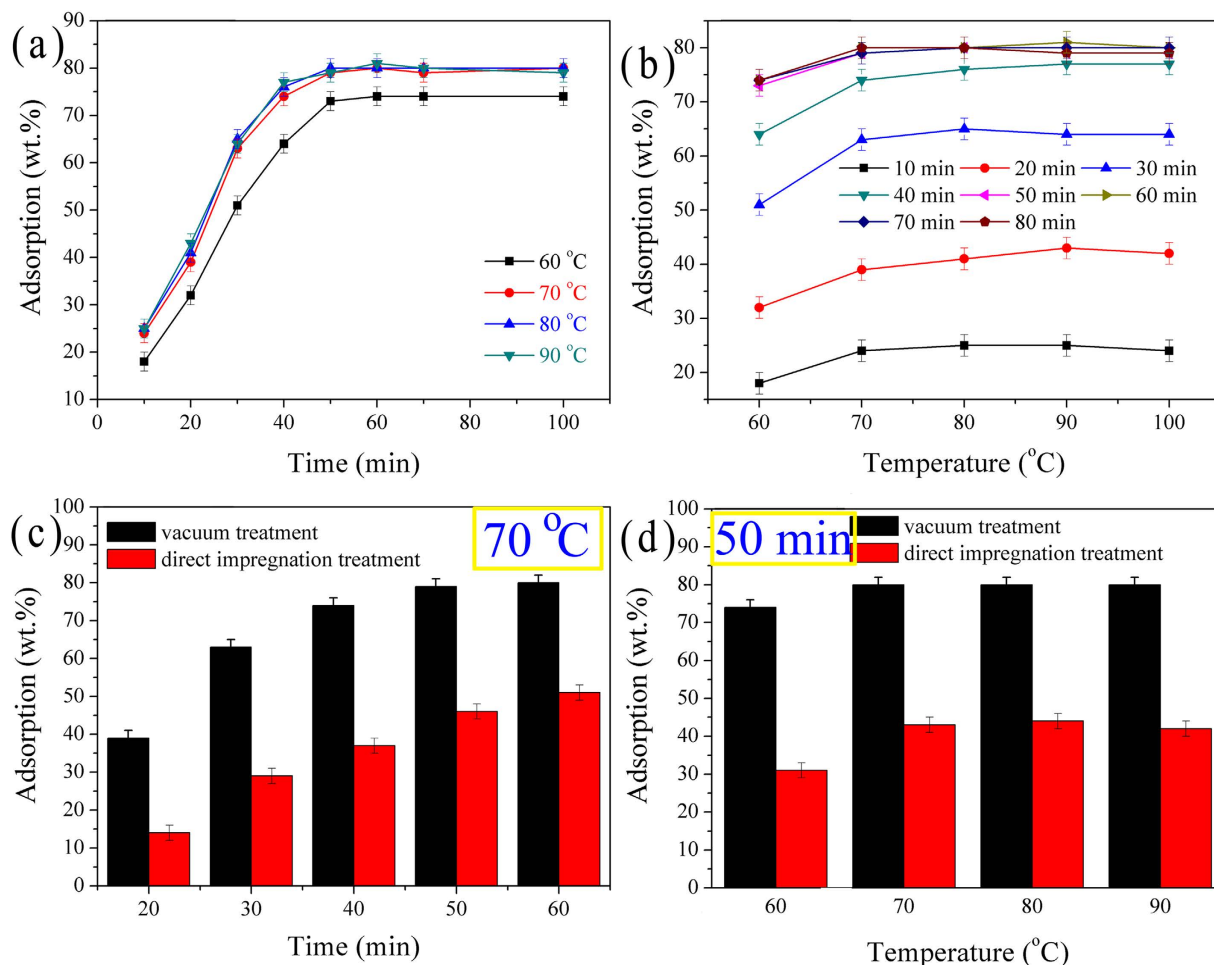 (a)
Adsorption (wt.%)
90
80
70
60
50
40
30
20
10
60 °C
70 °C
80 °C
90 °C
0 20 40 60 80 100
Time (min)
(b)
Adsorption (wt.%)
80
70
60
50
40
30
20
10 min 20 min 30 min
40 min 50 min 60 min
70 min 80 min
60 70 80 90 100
Temperature (°C)
(c)
Adsorption (wt.%)
100
90
80
70
60
50
40
30
20
10
0
vacuum treatment
direct impregnation treatment
70 °C
20 30 40 50 60
Time (min)
(d)
Adsorption (wt.%)
100
90
80
70
60
50
40
30
20
10
0
50 min
vacuum treatment
direct impregnation treatment
60 70 80 90
Temperature (°C)